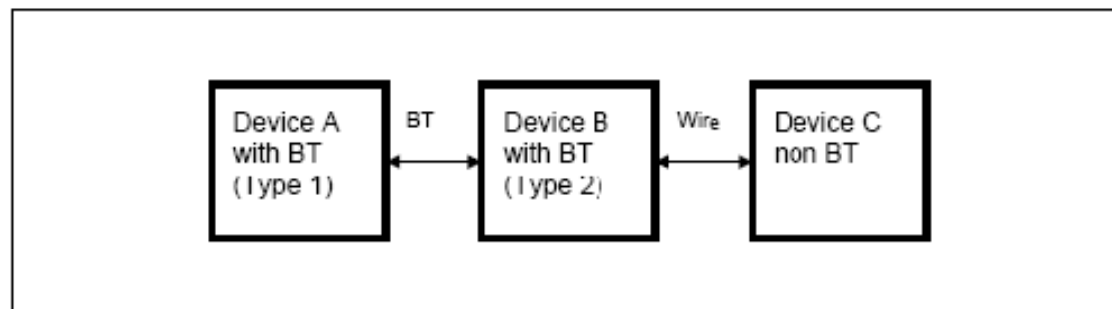 Device A
with BT
(Type 1)
BT
Device B
with BT
(Type 2)
Wire
Device C
non BT